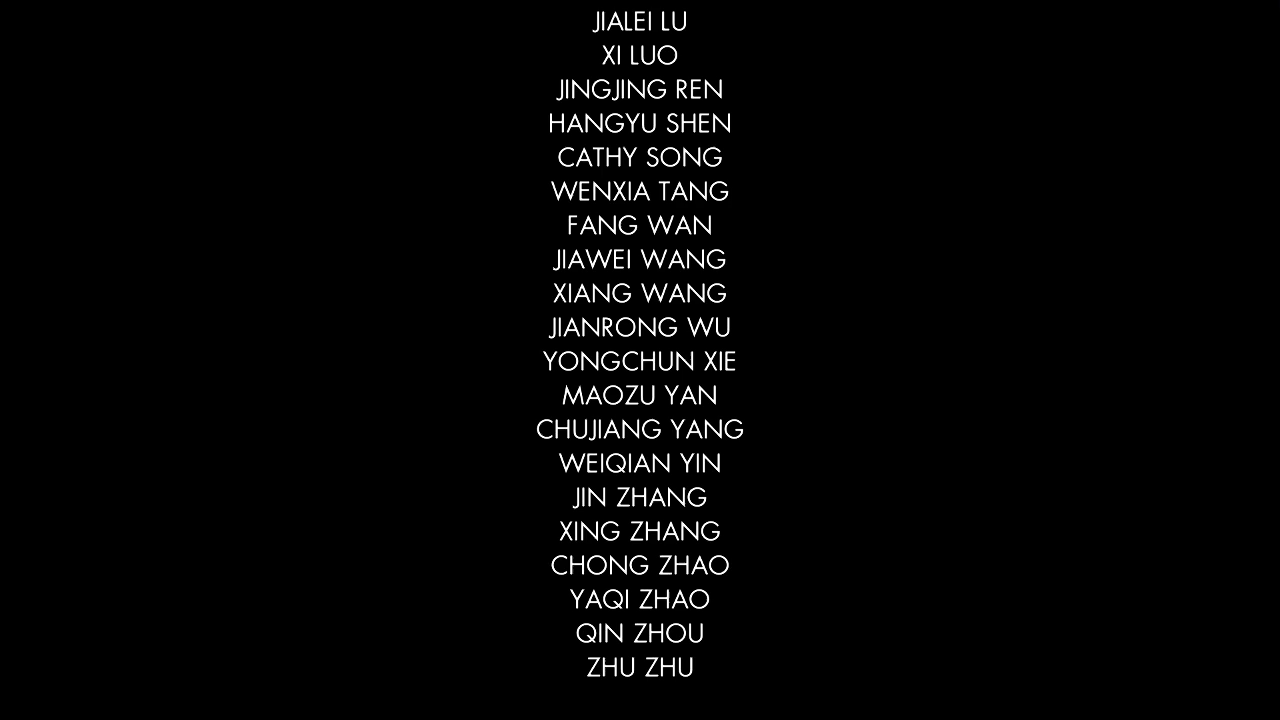 JIALEI LU
XI LUO
JINGJING REN
HANGYU SHEN
CATHY SONG
WENXIA TANG
FANG WAN
JIAWEI WANG
XIANG WANG
JIANRONG WU
YONGCHUN XIE
MAOZU YAN
CHUJIANG YANG
WEIQIAN YIN
JIN ZHANG
XING ZHANG
CHONG ZHAO
YAQI ZHAO
QIN ZHOU
ZHU ZHU